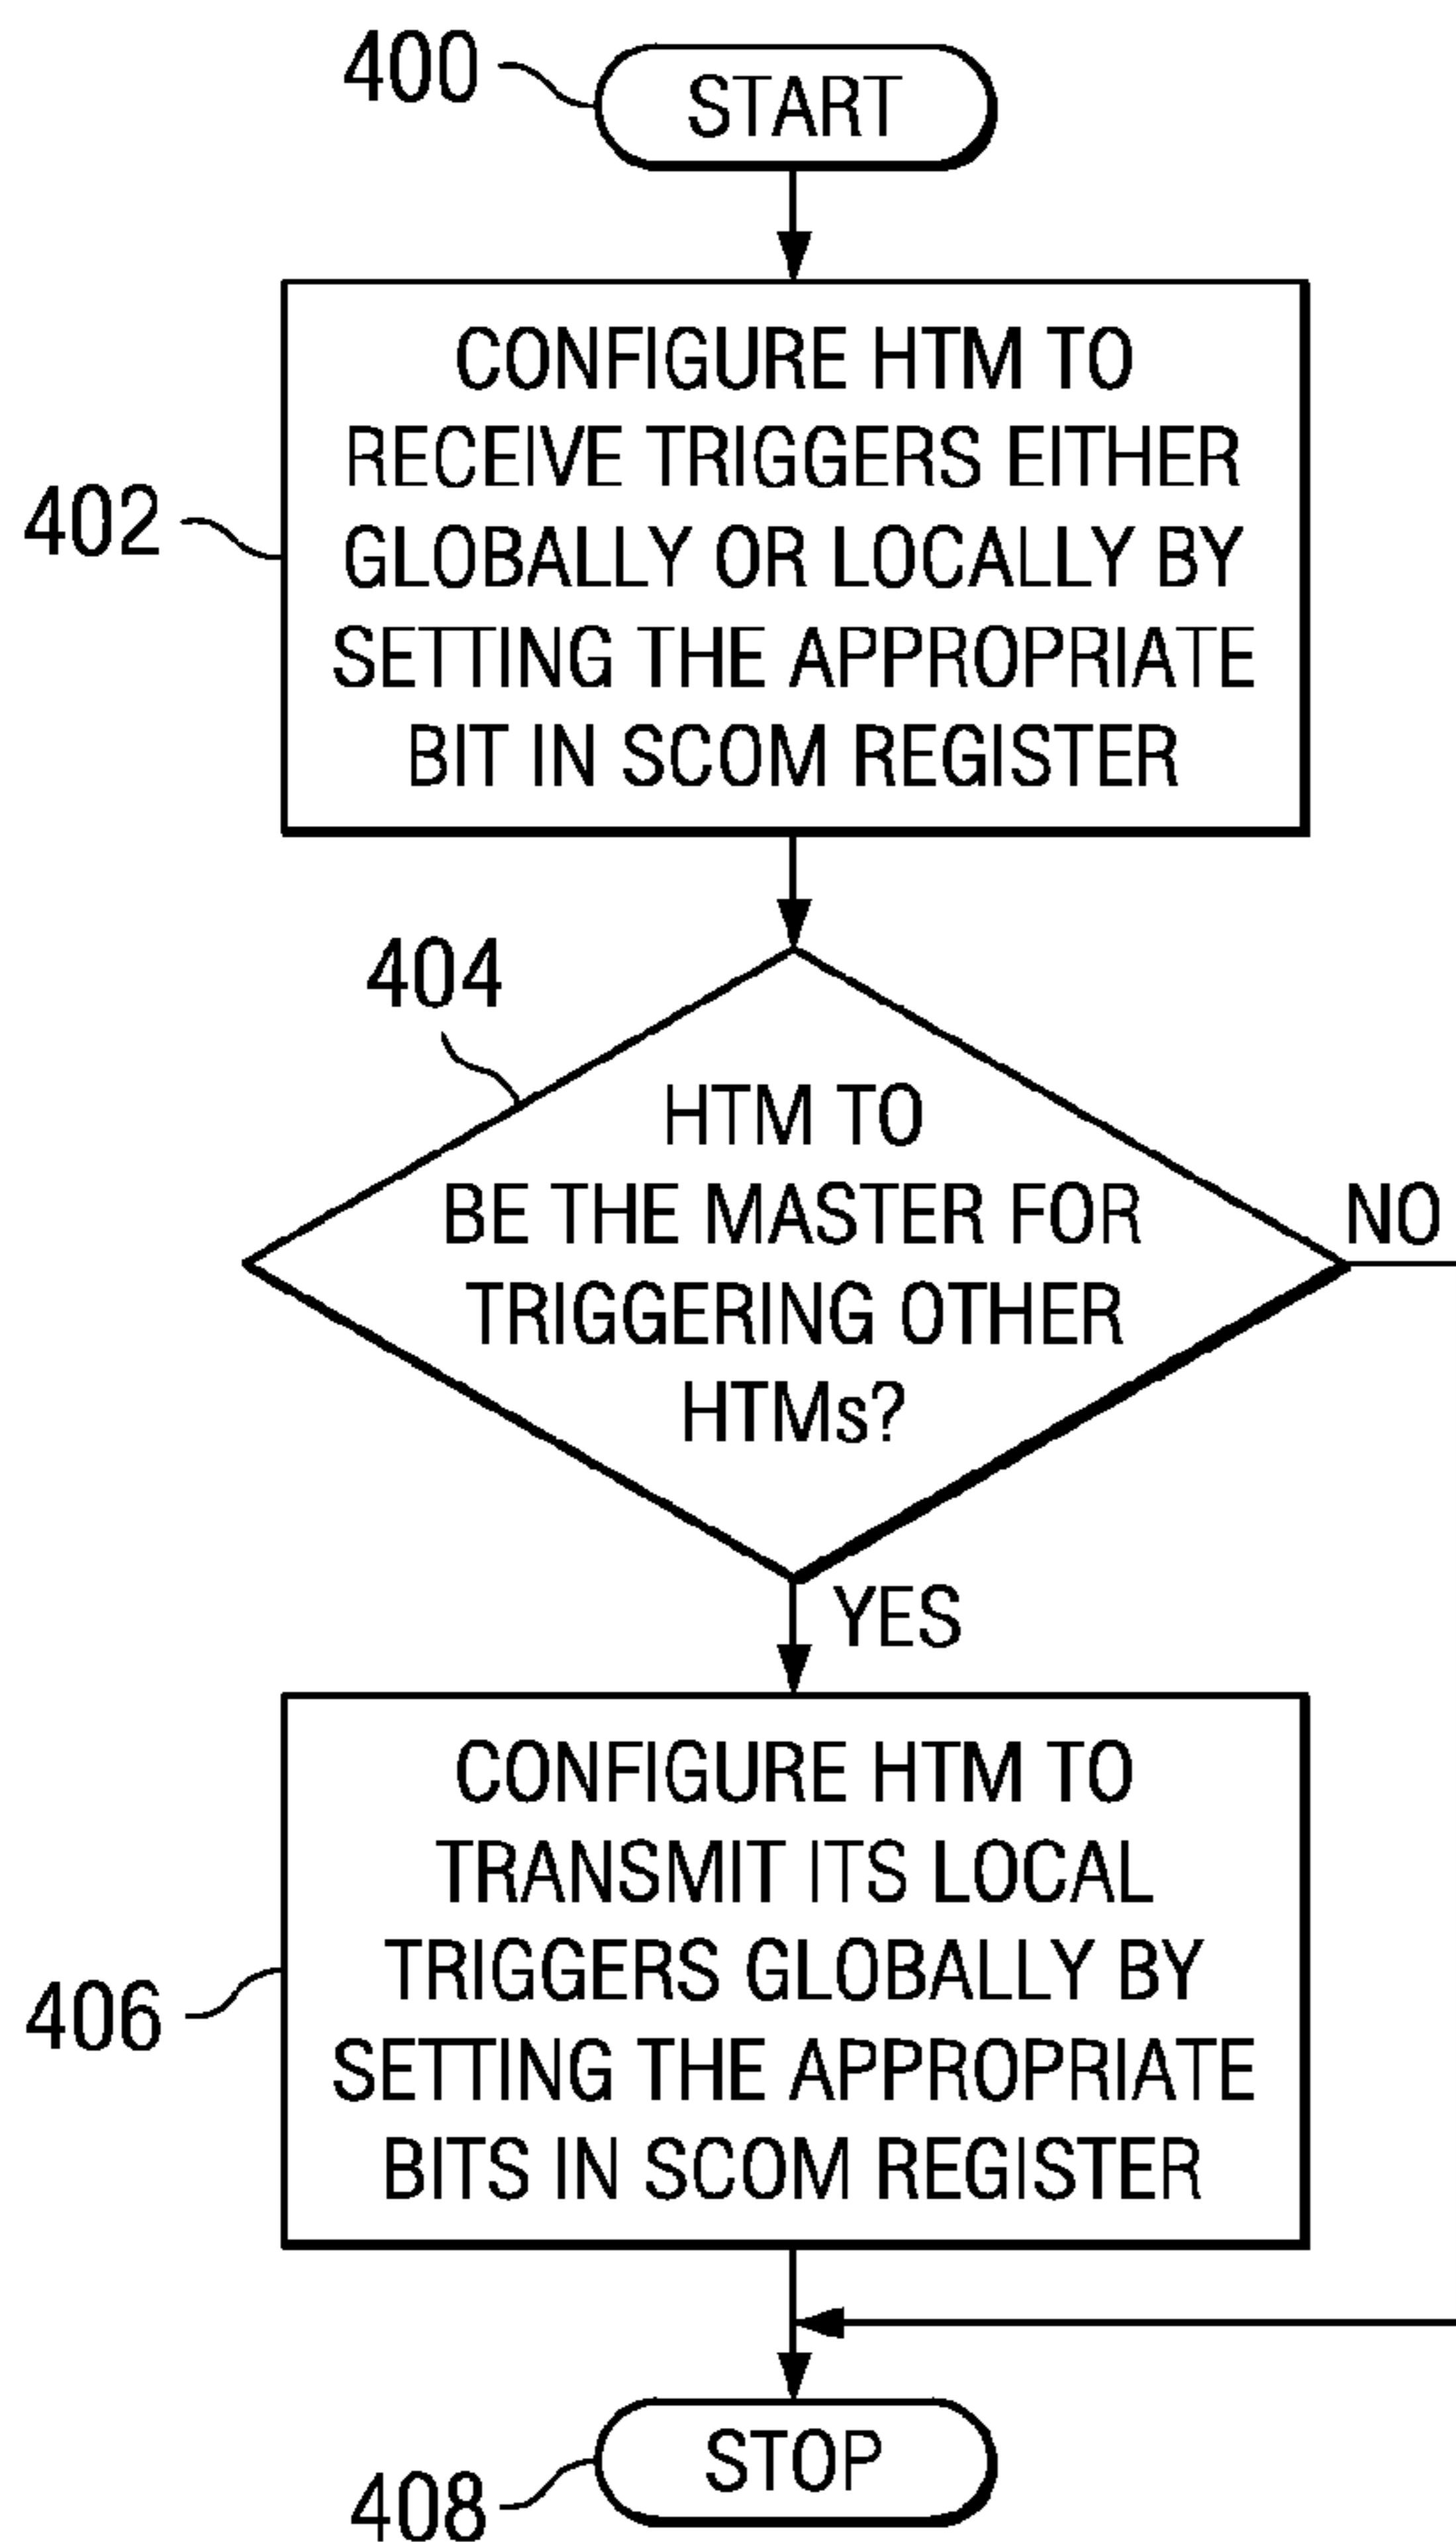 400
START
402
CONFIGURE HTM TO
RECEIVE TRIGGERS EITHER
GLOBALLY OR LOCALLY BY
SETTING THE APPROPRIATE
BIT IN SCOM REGISTER
404
HTM TO
BE THE MASTER FOR
TRIGGERING OTHER
HTMs?
NO
YES
406
CONFIGURE HTM TO
TRANSMIT ITS LOCAL
TRIGGERS GLOBALLY BY
SETTING THE APPROPRIATE
BITS IN SCOM REGISTER
STOP
408